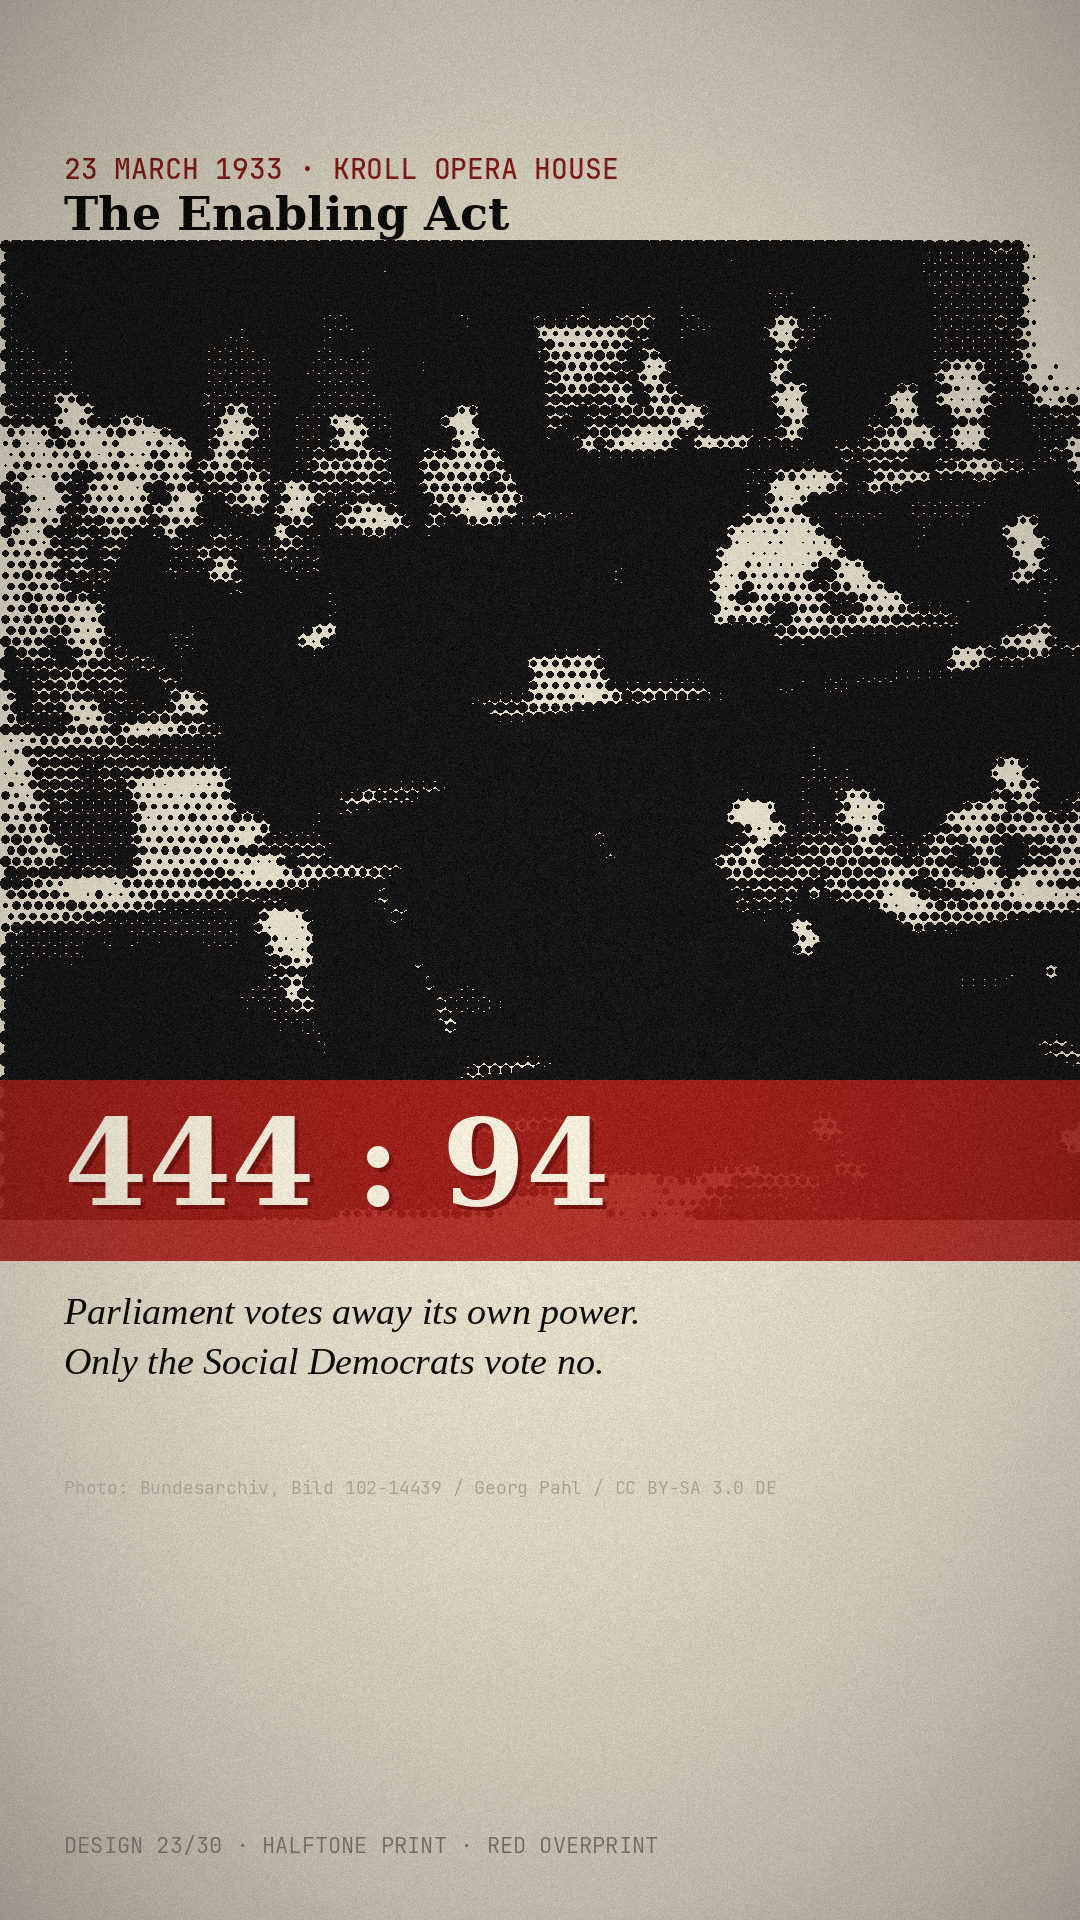 23 MARCH 1933 · KROLL OPERA HOUSE
The Enabling Act
444 : 94
Parliament votes away its own power.
Only the Social Democrats vote no.
Photo: Bundesarchiv, Bild 102-14439 / Georg Pahl / CC BY-SA 3.0 DE
DESIGN 23/30 · HALFTONE PRINT · RED OVERPRINT